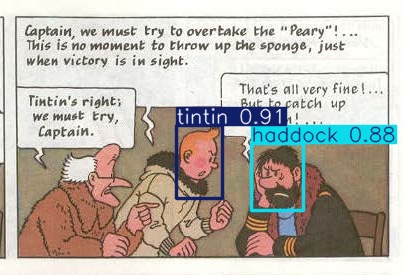 Captain, we must try to overtake the "Peary"!...
This is no moment to throw up the sponge, just
when victory is in sight.
Tintin's right;
we must try,
Captain.
That's all very fine!...
But to catch up
!...
tintin 0.91
haddock 0.88